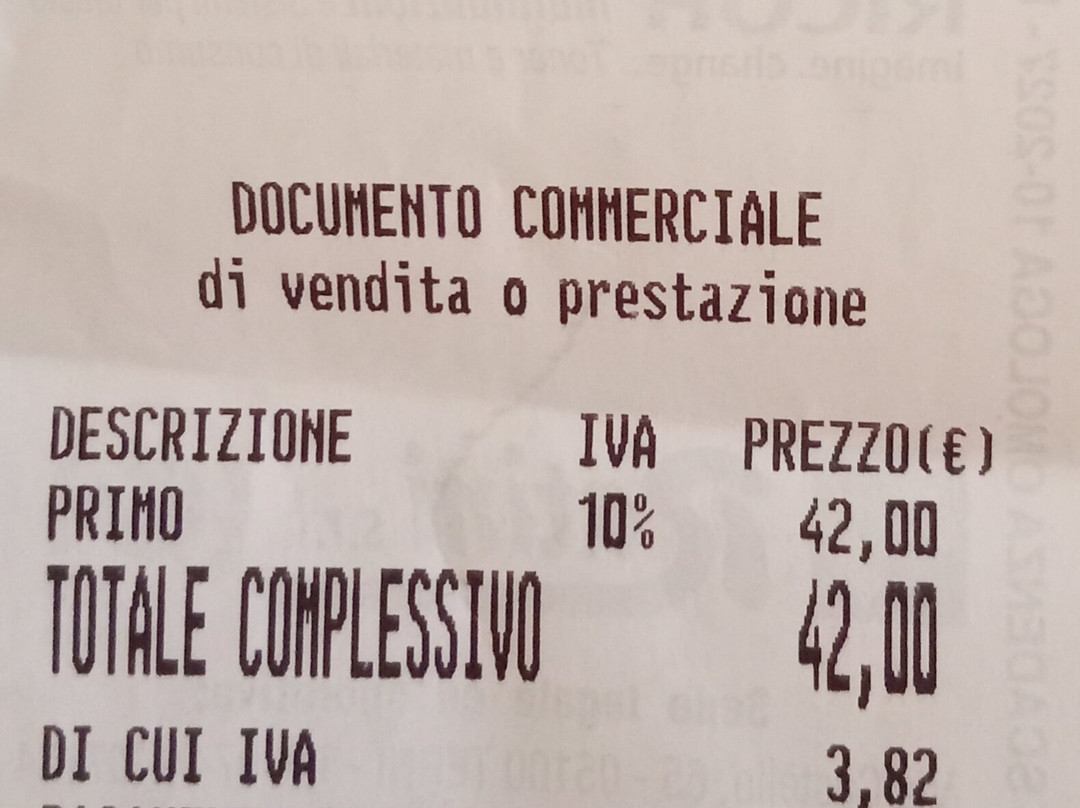 DOCUMENTO COMMERCIALE
di vendita o prestazione
DESCRIZIONE IVA PREZZO(€)
PRIMO 10% 42,00
TOTALE COMPLESSIVO 42,00
DI CUI IVA 3,82